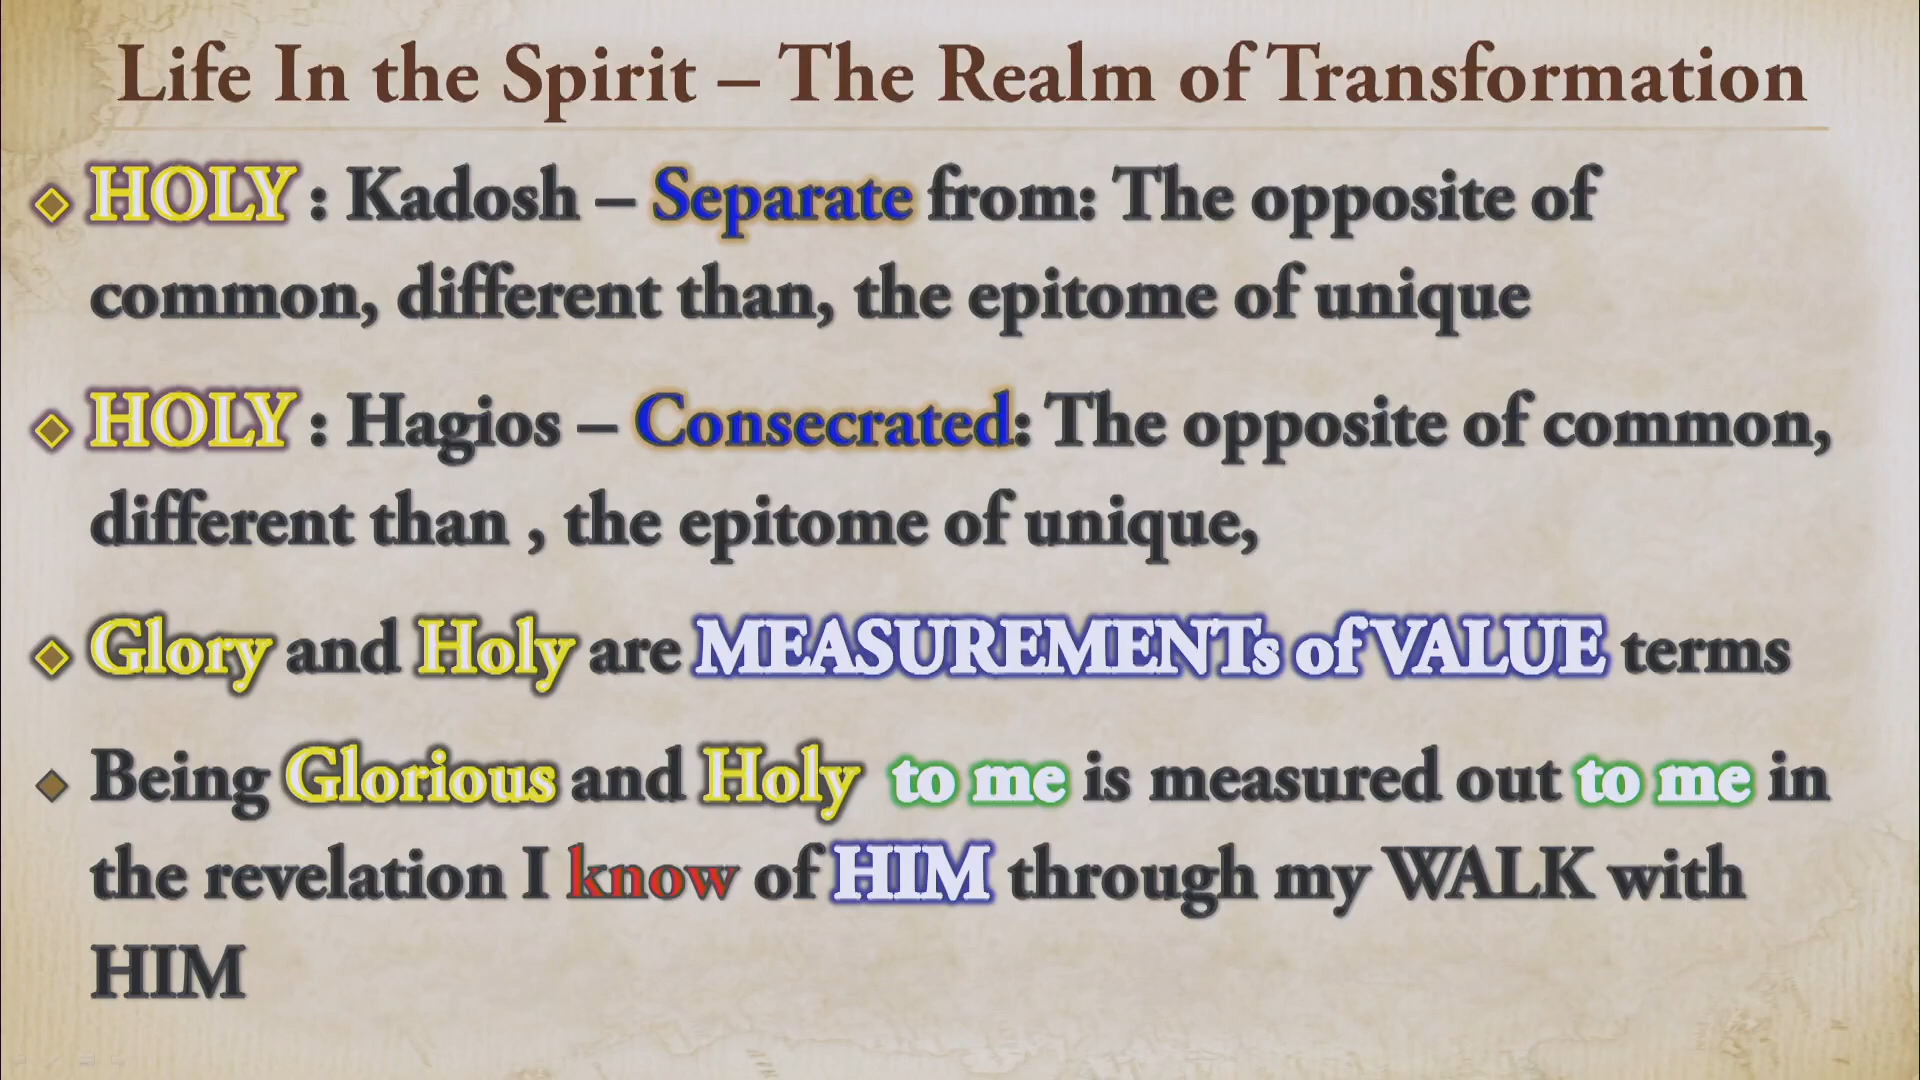 Life In the Spirit – The Realm of Transformation
HOLY : Kadosh – Separate from: The opposite of
common, different than, the epitome of unique
HOLY : Hagios – Consecrated: The opposite of common,
different than , the epitome of unique,
Glory and Holy are MEASUREMENTs of VALUE terms
Being Glorious and Holy to me is measured out to me in
the revelation I know of HIM through my WALK with
HIM